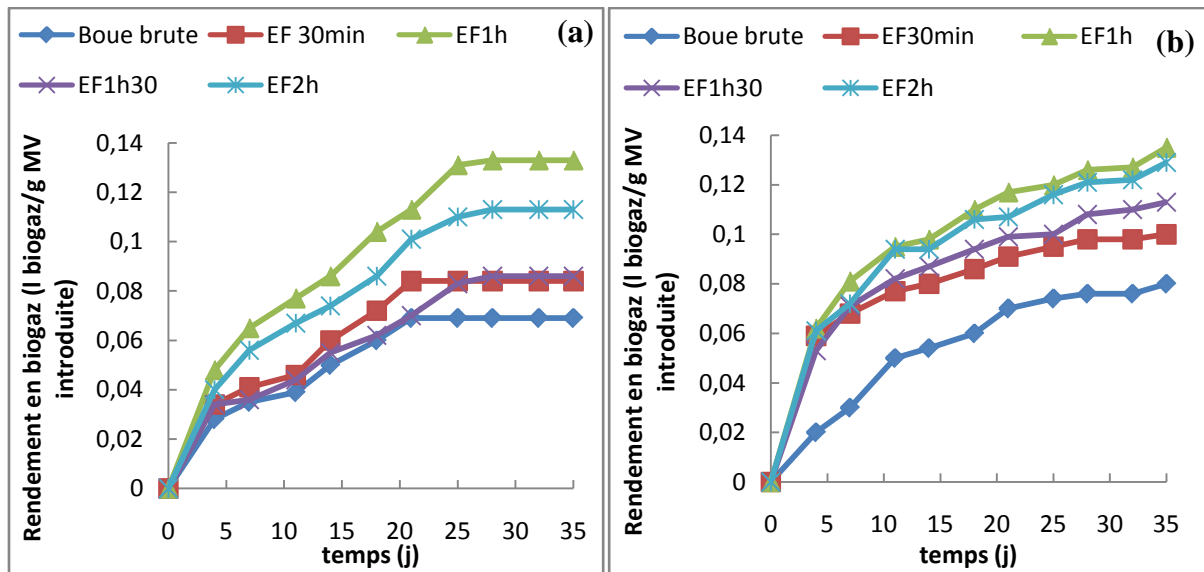 Boue brute EF 30min EF1h (a)
EF1h30 EF2h
Rendement en biogaz (l biogaz/g MV
introduite)
0,14
0,12
0,1
0,08
0,06
0,04
0,02
0
0 5 10 15 20 25 30 35
temps (j)
Boue brute EF30min EF1h (b)
EF1h30 EF2h
Rendement en biogaz (l biogaz/g MV
introduite)
0,14
0,12
0,1
0,08
0,06
0,04
0,02
0
0 5 10 15 20 25 30 35
temps (j)